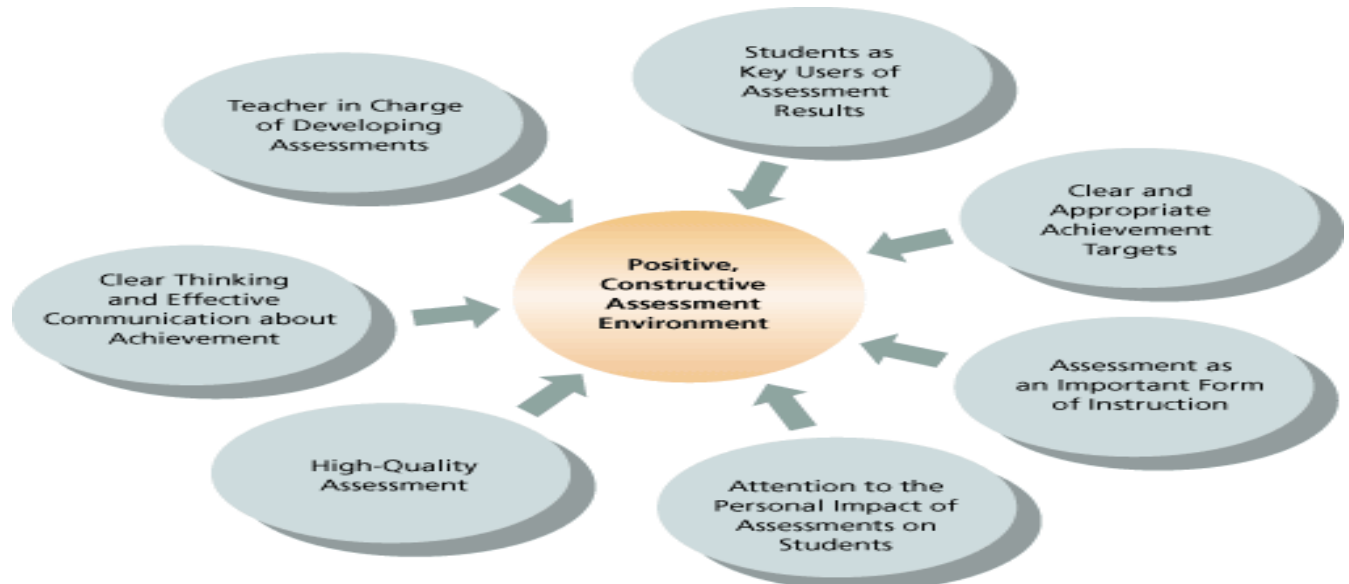 Teacher in Charge
of Developing
Assessments
Students as
Key Users of
Assessment
Results
Clear and
Appropriate
Achievement
Targets
Positive,
Constructive
Assessment
Environment
Clear Thinking
and Effective
Communication about
Achievement
Assessment as
an Important Form
of Instruction
High-Quality
Assessment
Attention to the
Personal Impact of
Assessments on
Students